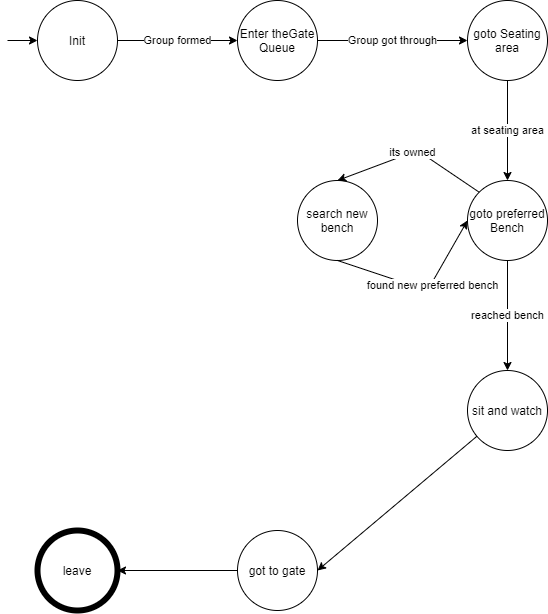 Init
Group formed
Enter theGate
Queue
Group got through
goto Seating
area
at seating area
its owned
search new
bench
goto preferred
Bench
found new preferred bench
reached bench
sit and watch
got to gate
leave